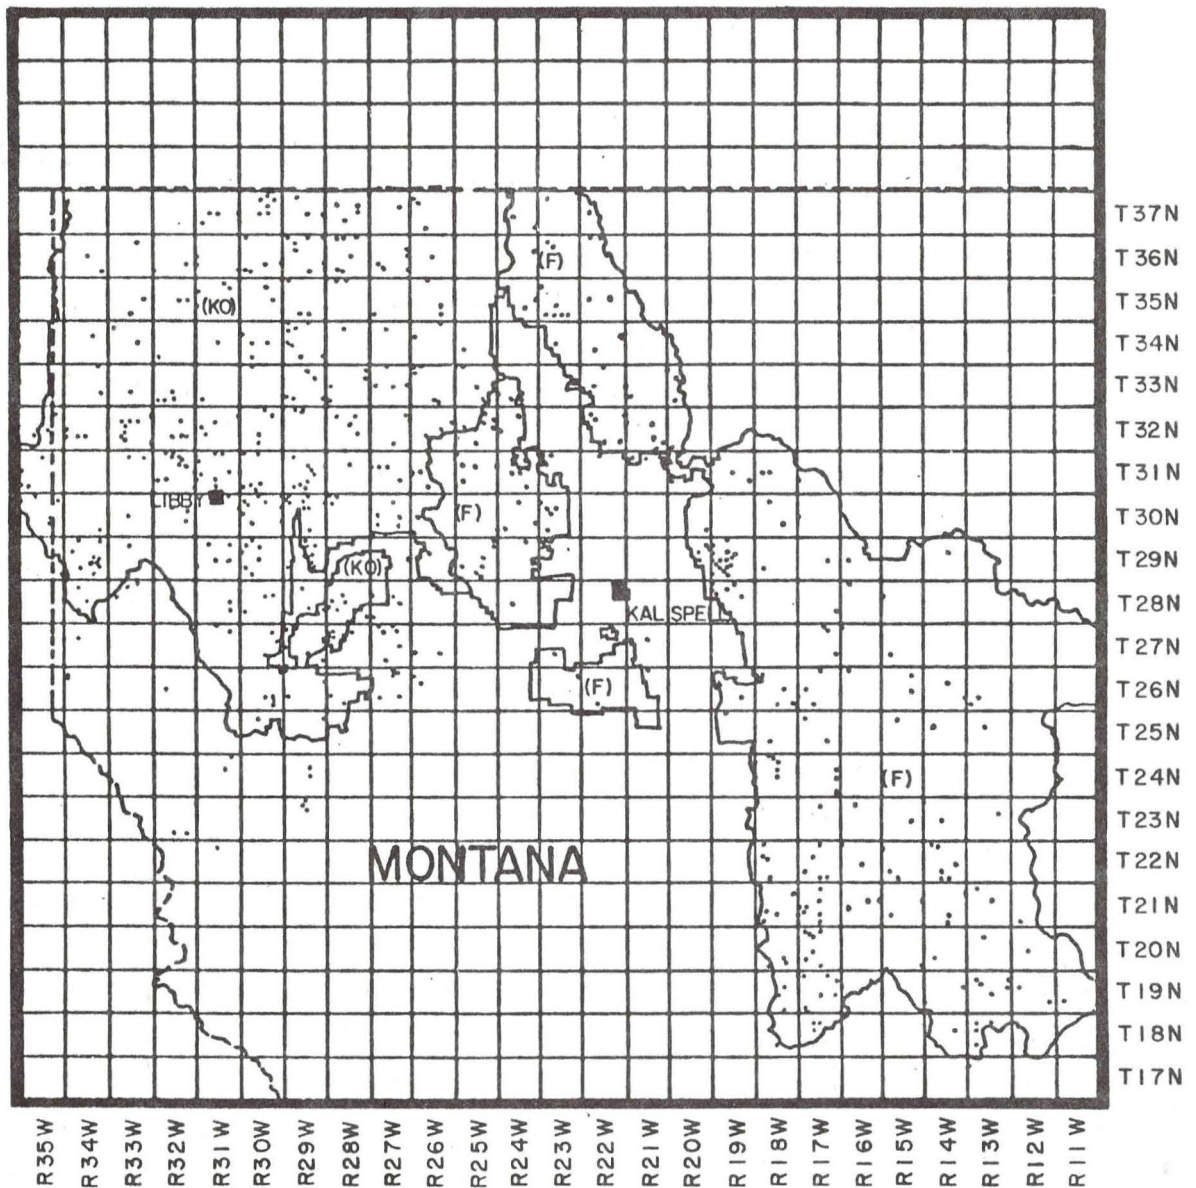 T37N
T36N
(F)
(KO)
T35N
T34N
T33N
T32N
T31N
LIBBY
(F)
T30N
(KO)
T29N
T28N
KALISPELL
T27N
(F)
T26N
T25N
(F)
T24N
T23N
MONTANA
T22N
T21N
T20N
T19N
T18N
T17N
R35W
R34W
R33W
R32W
R31W
R30W
R29W
R28W
R27W
R26W
R25W
R24W
R23W
R22W
R21W
R20W
R19W
R18W
R17W
R16W
R15W
R14W
R13W
R12W
R11W